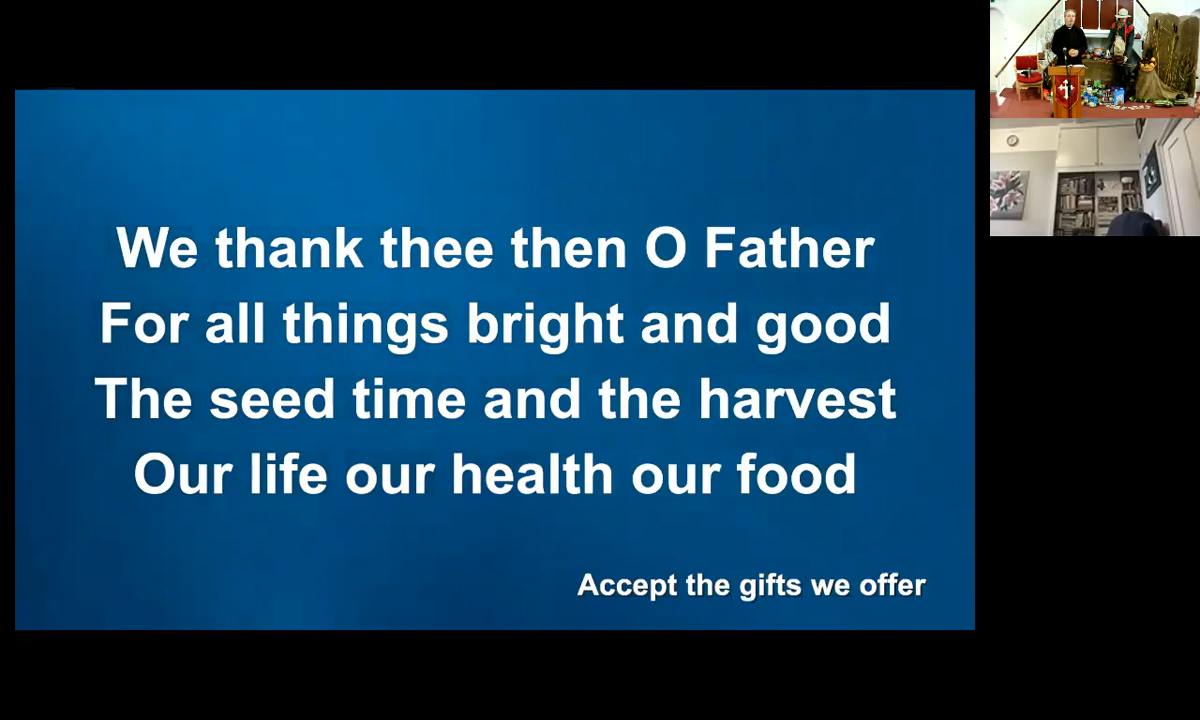 We thank thee then O Father
For all things bright and good
The seed time and the harvest
Our life our health our food
Accept the gifts we offer